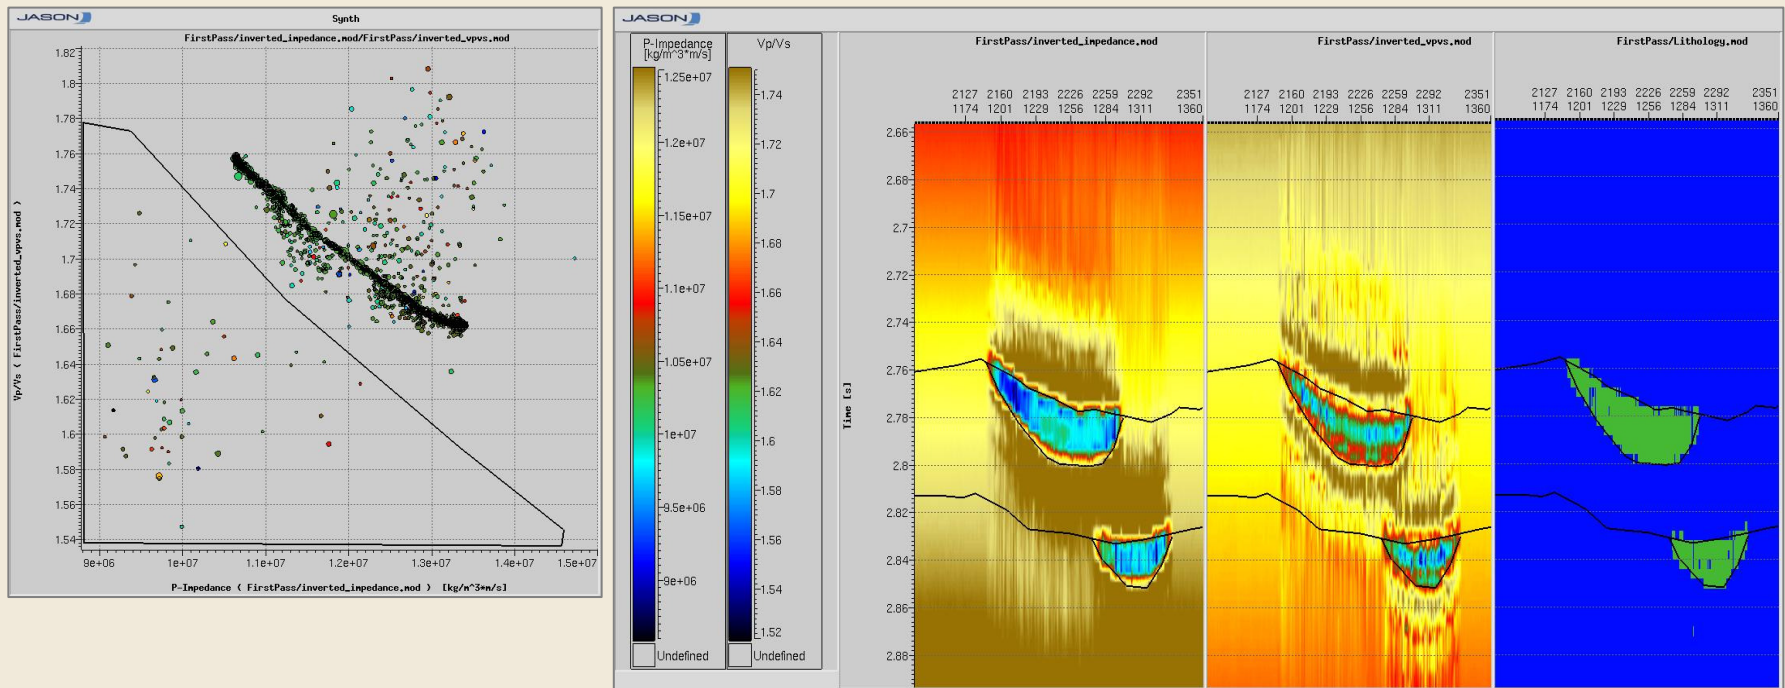 JASON
Synth
FirstPass/inverted_impedance.mod/FirstPass/inverted_vpvs.mod
1.82
1.8
1.78
1.76
1.74
1.72
1.7
1.68
1.66
1.64
1.62
1.6
1.58
1.56
1.54
Vp/Vs ( FirstPass/inverted_vpvs.mod )
9e+06 1e+07 1.1e+07 1.2e+07 1.3e+07 1.4e+07 1.5e+07
P-Impedance ( FirstPass/inverted_impedance.mod ) [kg/m^3*m/s]
JASON
P-Impedance
[kg/m^3*m/s]
1.25e+07
1.2e+07
1.15e+07
1.1e+07
1.05e+07
1e+07
9.5e+06
9e+06
Undefined
Vp/Vs
1.74
1.72
1.7
1.68
1.66
1.64
1.62
1.6
1.58
1.56
1.54
1.52
Undefined
FirstPass/inverted_impedance.mod
2127 2160 2193 2226 2259 2292 2351
1174 1201 1229 1256 1284 1311 1360
FirstPass/inverted_vpvs.mod
2127 2160 2193 2226 2259 2292 2351
1174 1201 1229 1256 1284 1311 1360
FirstPass/Lithology.mod
2127 2160 2193 2226 2259 2292 2351
1174 1201 1229 1256 1284 1311 1360
2.66
2.68
2.7
2.72
2.74
2.76
2.78
2.8
2.82
2.84
2.86
2.88
Time [s]